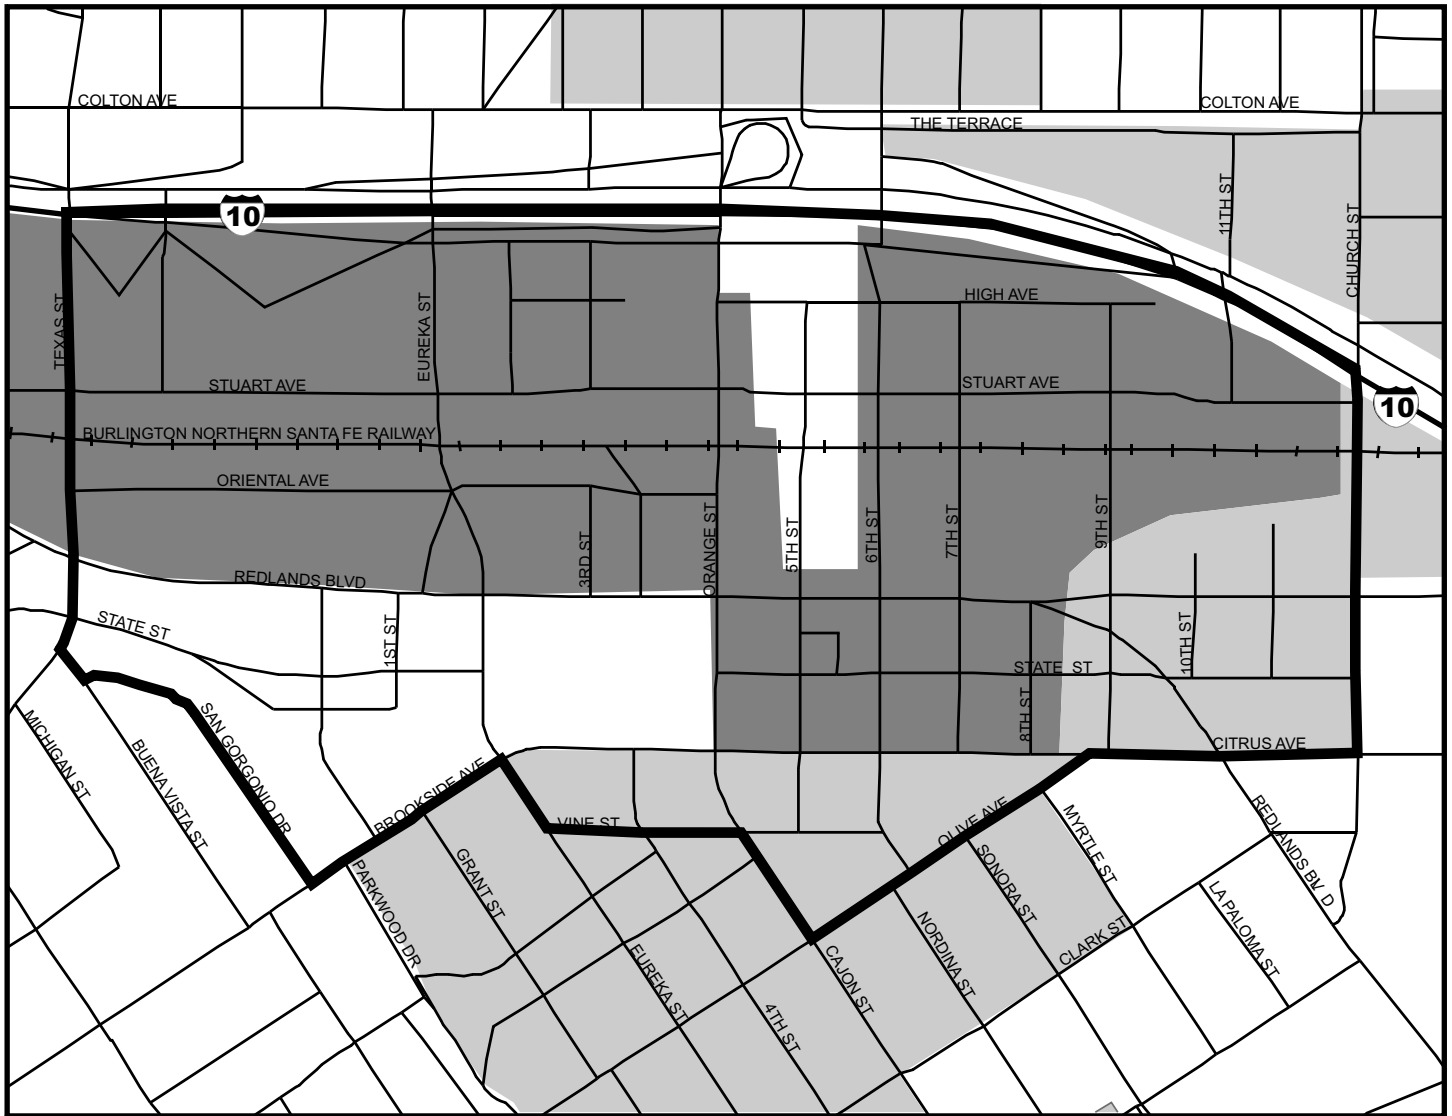 COLTON AVE
COLTON AVE
THE TERRACE
11TH ST
CHURCH ST
10
TEXAS ST
EUREKA ST
HIGH AVE
STUART AVE
STUART AVE
10
BURLINGTON NORTHERN SANTA FE RAILWAY
ORIENTAL AVE
3RD ST
ORANGE ST
5TH ST
6TH ST
7TH ST
9TH ST
REDLANDS BLVD
STATE ST
1ST ST
10TH ST
STATE ST
8TH ST
CITRUS AVE
MICHIGAN ST
BUENA VISTA ST
SAN GORGONIO DR
BROOKSIDE AVE
VINE ST
OLIVE AVE
MYRTLE ST
REDLANDS BLV D
PARKWOOD DR
GRANT ST
SONORA ST
LA PALOMA ST
NORDINA ST
CLARK ST
EUREKA ST
CAJON ST
4TH ST